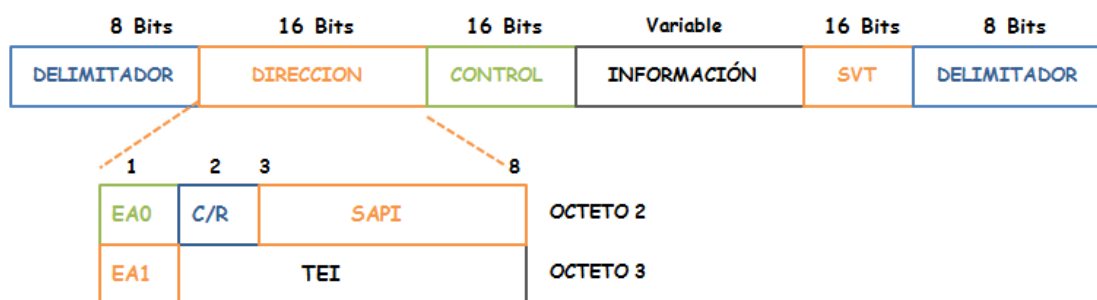 8 Bits 16 Bits 16 Bits Variable 16 Bits 8 Bits
DELIMITADOR DIRECCION CONTROL INFORMACIÓN SVT DELIMITADOR
1 2 3 8
EA0 C/R SAPI OCTETO 2
EA1 TEI OCTETO 3